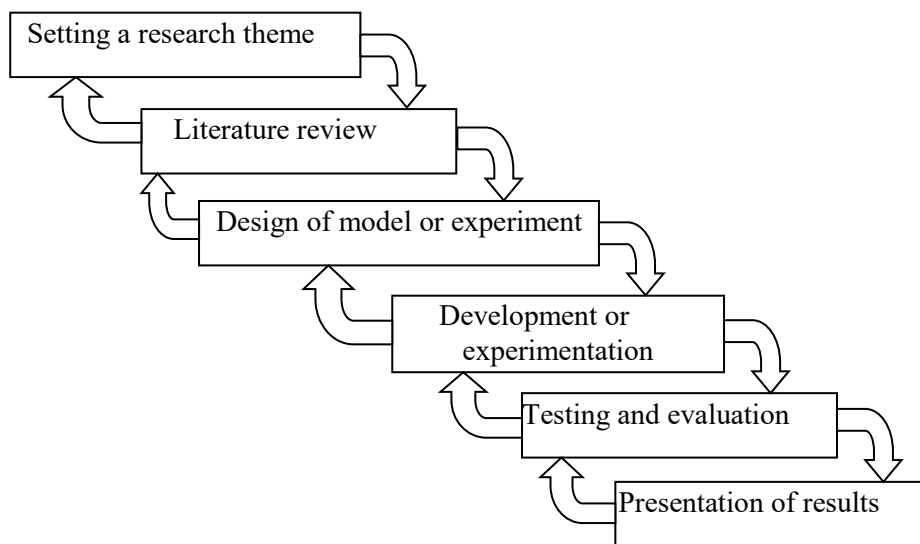 Setting a research theme
Literature review
Design of model or experiment
Development or
experimentation
Testing and evaluation
Presentation of results